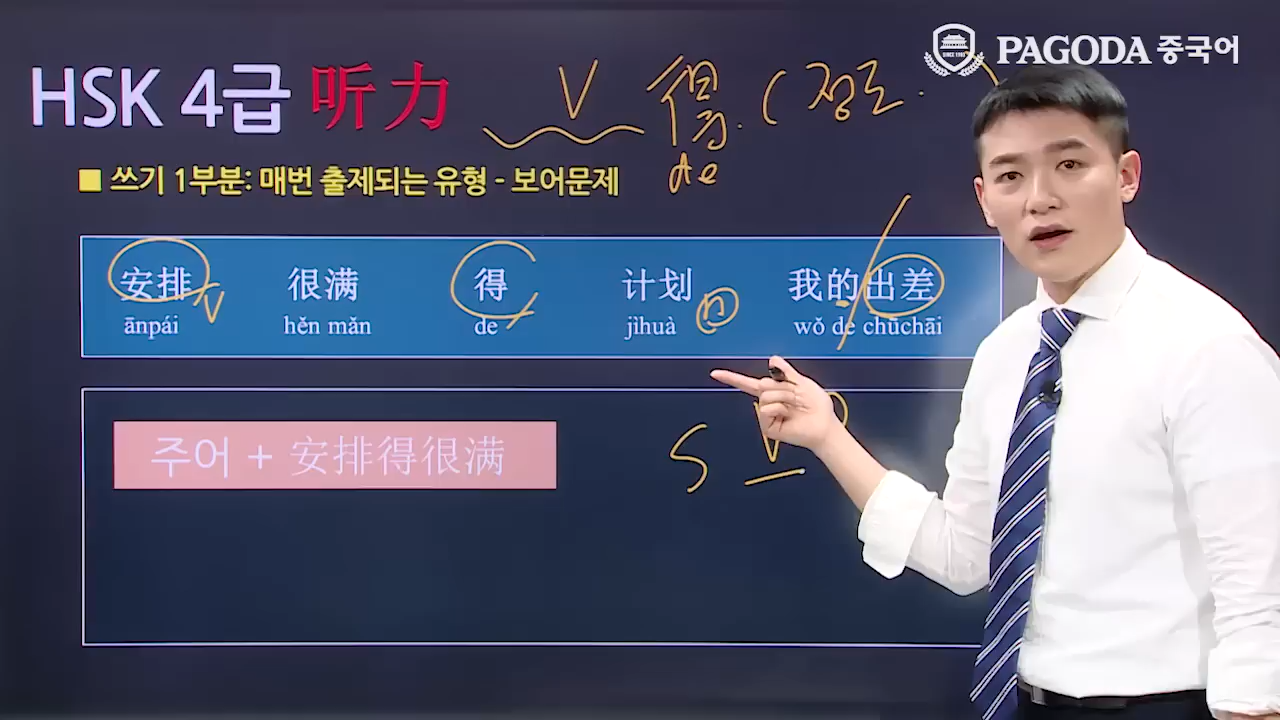 PAGODA 중국어
SINCE 1993
HSK 4급 听力
V 得. (정도.)
de
■ 쓰기 1부분: 매번 출제되는 유형 - 보어문제
安排 很满 得 计划 我的出差
V
ānpái hěn mǎn de jìhuà wǒ de chūchāi
주어 + 安排得很满
S V